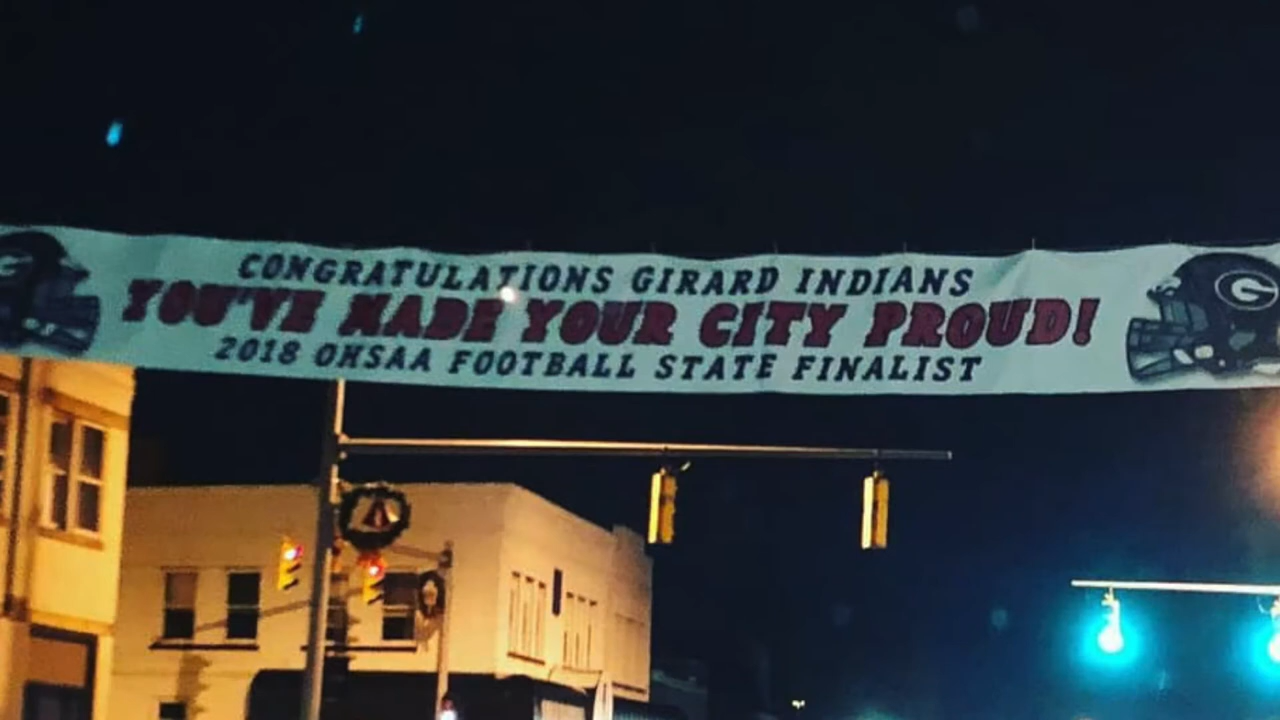 CONGRATULATIONS GIRARD INDIANS
YOU'VE MADE YOUR CITY PROUD!
2018 OHSAA FOOTBALL STATE FINALIST
G
G